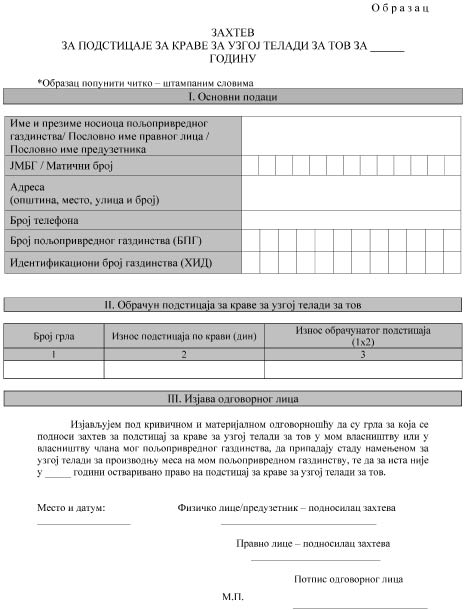 О б р а з а ц
ЗАХТЕВ
ЗА ПОДСТИЦАЈЕ ЗА КРАВЕ ЗА УЗГОЈ ТЕЛАДИ ЗА ТОВ ЗА ______
ГОДИНУ
*Образац попунити читко – штампаним словима
I. Основни подаци
Име и презиме носиоца пољопривредног
газдинства/ Пословно име правног лица /
Пословно име предузетника
ЈМБГ / Матични број
Адреса
(општина, место, улица и број)
Број телефона
Број пољопривредног газдинства (БПГ)
Идентификациони број газдинства (ХИД)
II. Обрачун подстицаја за краве за узгој телади за тов
Број грла Износ подстицаја по крави (дин) Износ обрачунатог подстицаја
(1x2)
1 2 3
III. Изјава одговорног лица
Изјављујем под кривичном и материјалном одговорношћу да су грла за која се
подноси захтев за подстицај за краве за узгој телади за тов у мом власништву или у
власништву члана мог пољопривредног газдинства, да припадају стаду намењеном за
узгој телади за производњу меса на мом пољопривредном газдинству, те да за иста није
у _____ години остваривано право на подстицај за краве за узгој телади за тов.
Место и датум: Физичко лице/предузетник – подносилац захтева
Правно лице – подносилац захтева
Потпис одговорног лица
М.П.